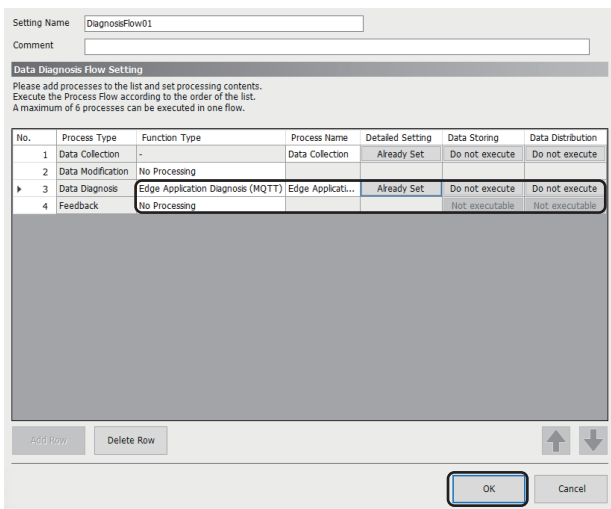 Setting Name DiagnosisFlow01
Comment
Data Diagnosis Flow Setting
Please add processes to the list and set processing contents.
Execute the Process Flow according to the order of the list.
A maximum of 6 processes can be executed in one flow.
No. Process Type Function Type Process Name Detailed Setting Data Storing Data Distribution
1 Data Collection - Data Collection Already Set Do not execute Do not execute
2 Data Modification No Processing
3 Data Diagnosis Edge Application Diagnosis (MQTT) Edge Applicati... Already Set Do not execute Do not execute
4 Feedback No Processing Not executable Not executable
Add Row Delete Row
OK Cancel